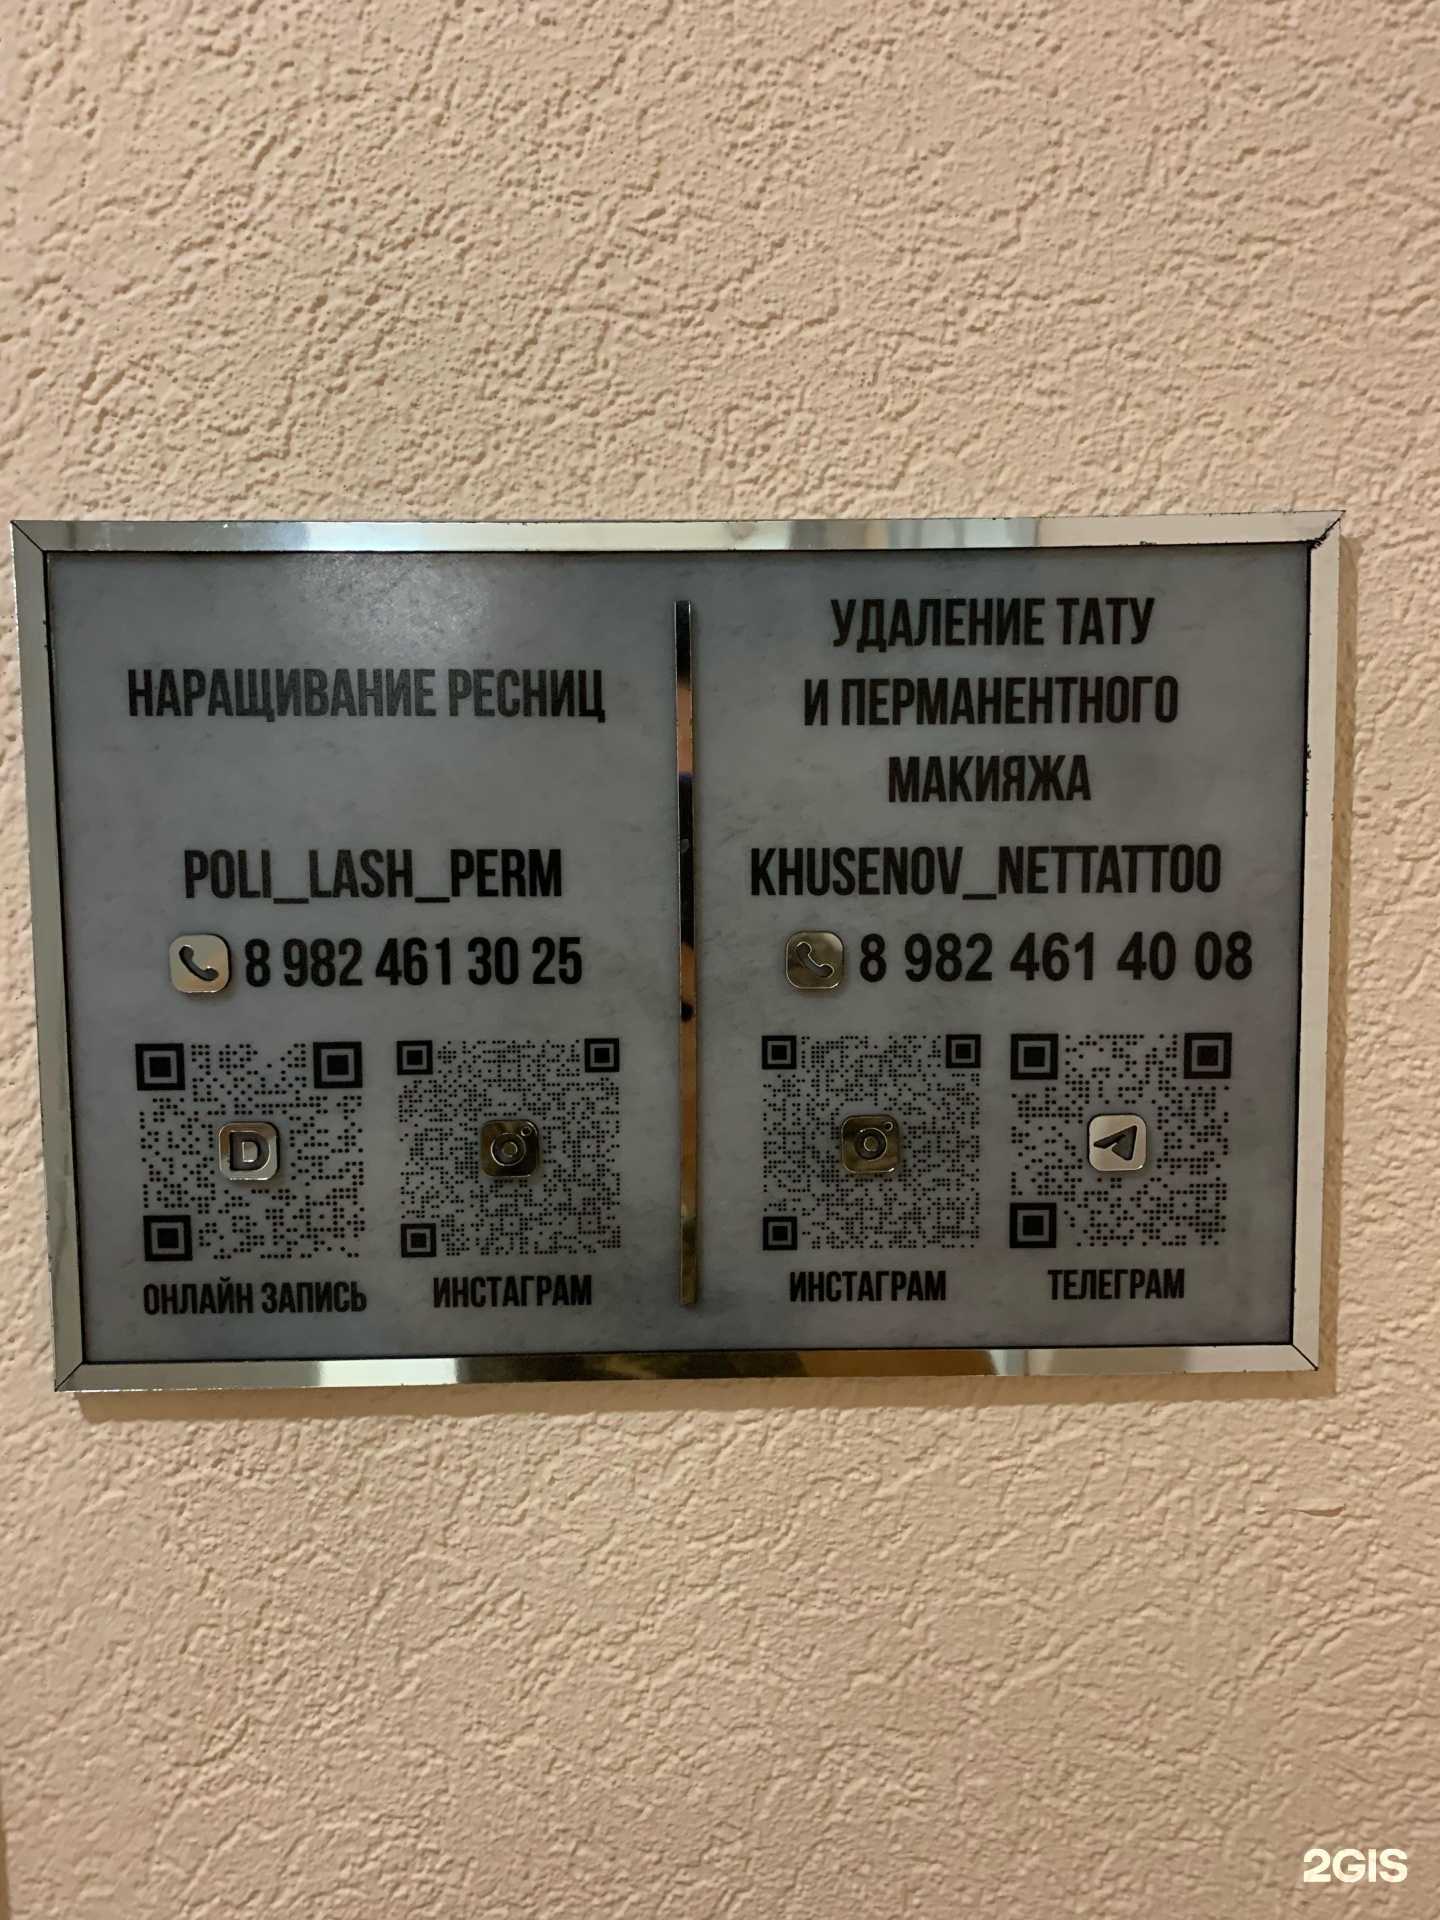 НАРАЩИВАНИЕ РЕСНИЦ
POLI_LASH_PERM
8 982 461 30 25
D
ОНЛАЙН ЗАПИСЬ
ИНСТАГРАМ
УДАЛЕНИЕ ТАТУ
И ПЕРМАНЕНТНОГО
МАКИЯЖА
KHUSENOV_NETTATTOO
8 982 461 40 08
ИНСТАГРАМ
ТЕЛЕГРАМ
2GIS